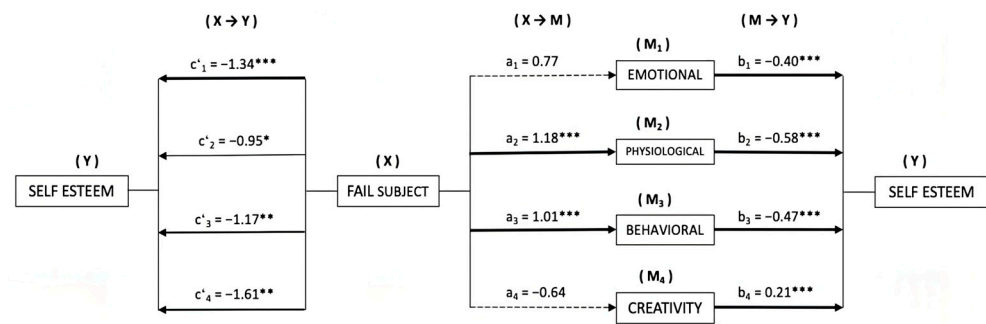 (X → Y)
(X → M)
(M → Y)
c‘₁ = −1.34***
a₁ = 0.77
(M₁)
EMOTIONAL
b₁ = −0.40***
c‘₂ = −0.95*
a₂ = 1.18***
(M₂)
PHYSIOLOGICAL
b₂ = −0.58***
(Y)
SELF ESTEEM
(X)
FAIL SUBJECT
(Y)
SELF ESTEEM
c‘₃ = −1.17**
a₃ = 1.01***
(M₃)
BEHAVIORAL
b₃ = −0.47***
c‘₄ = −1.61**
a₄ = −0.64
(M₄)
CREATIVITY
b₄ = 0.21***